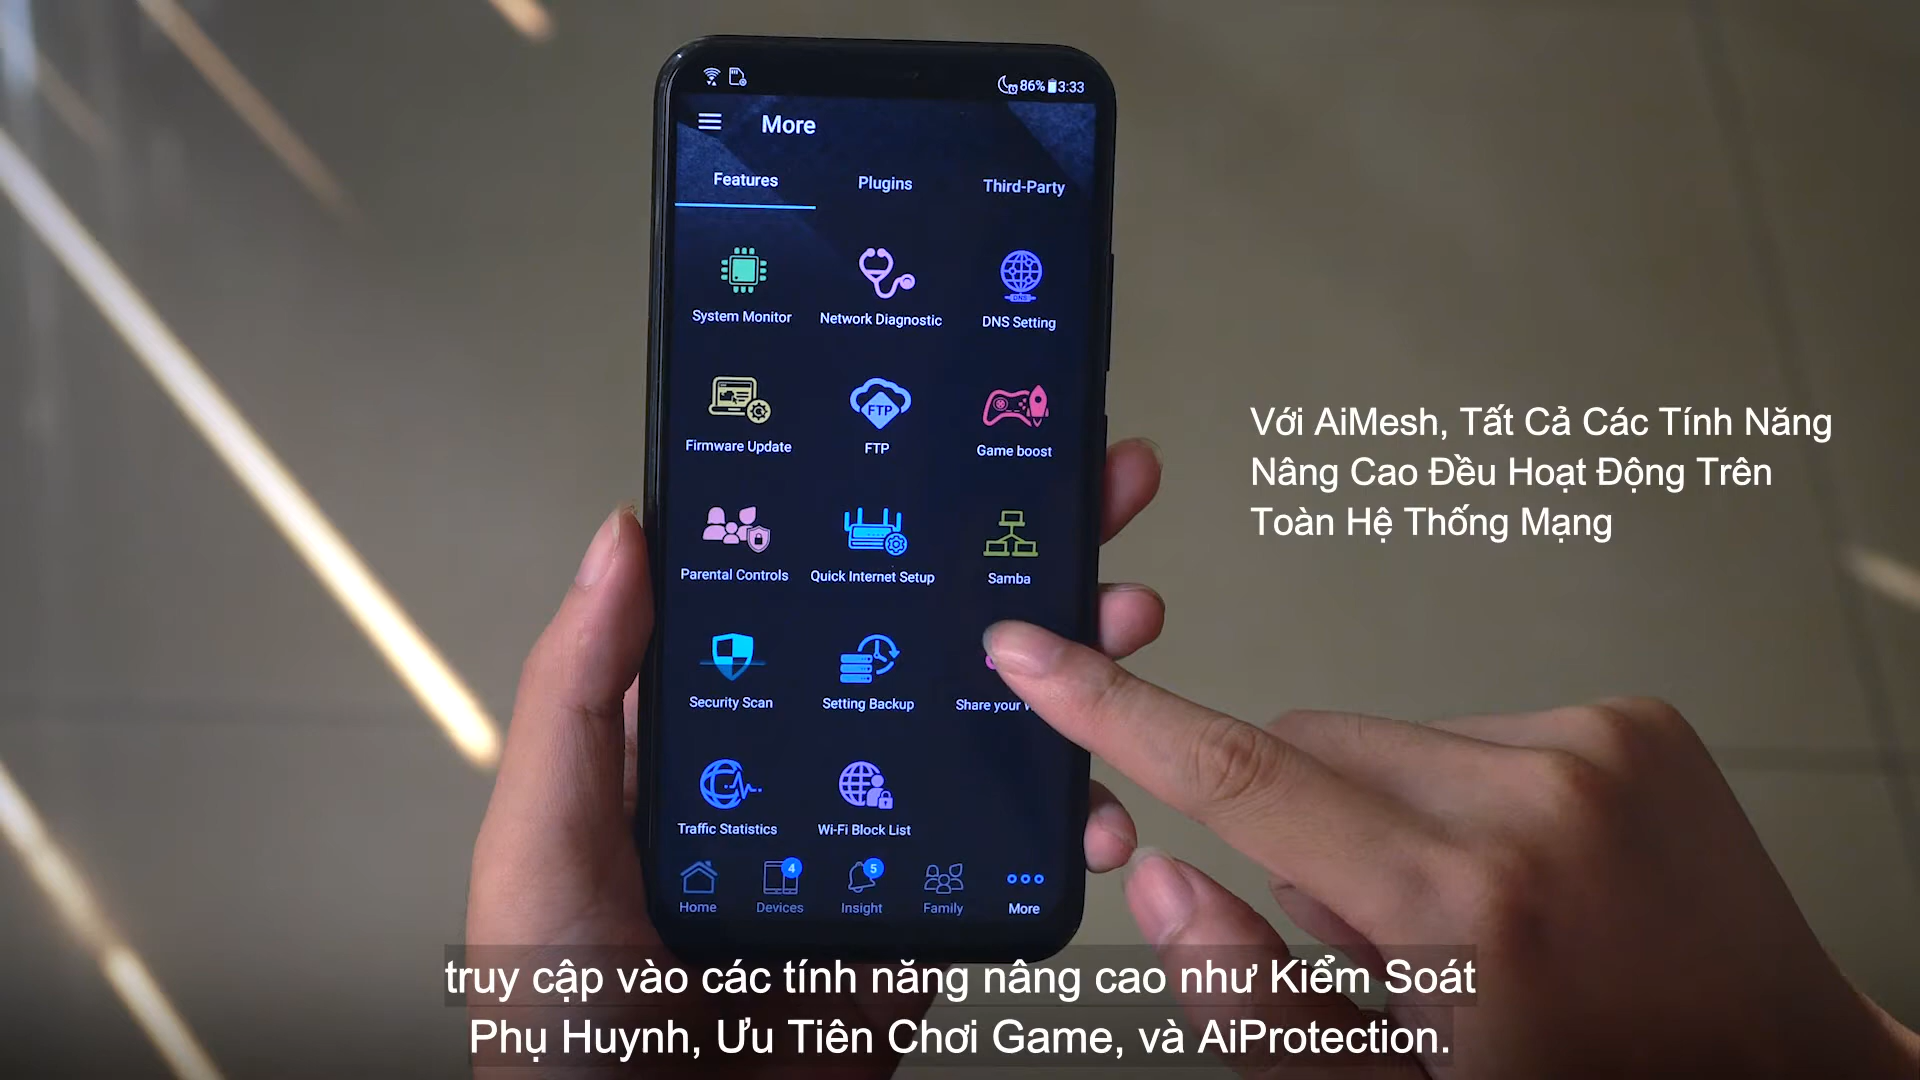 86% 3:33
More
Features Plugins Third-Party
System Monitor Network Diagnostic DNS Setting
DNS
Firmware Update FTP Game boost
FTP
Parental Controls Quick Internet Setup Samba
Security Scan Setting Backup Share your
Traffic Statistics Wi-Fi Block List
4 5
Home Devices Insight Family More
Với AiMesh, Tất Cả Các Tính Năng
Nâng Cao Đều Hoạt Động Trên
Toàn Hệ Thống Mạng
truy cập vào các tính năng nâng cao như Kiểm Soát
Phụ Huynh, Ưu Tiên Chơi Game, và AiProtection.